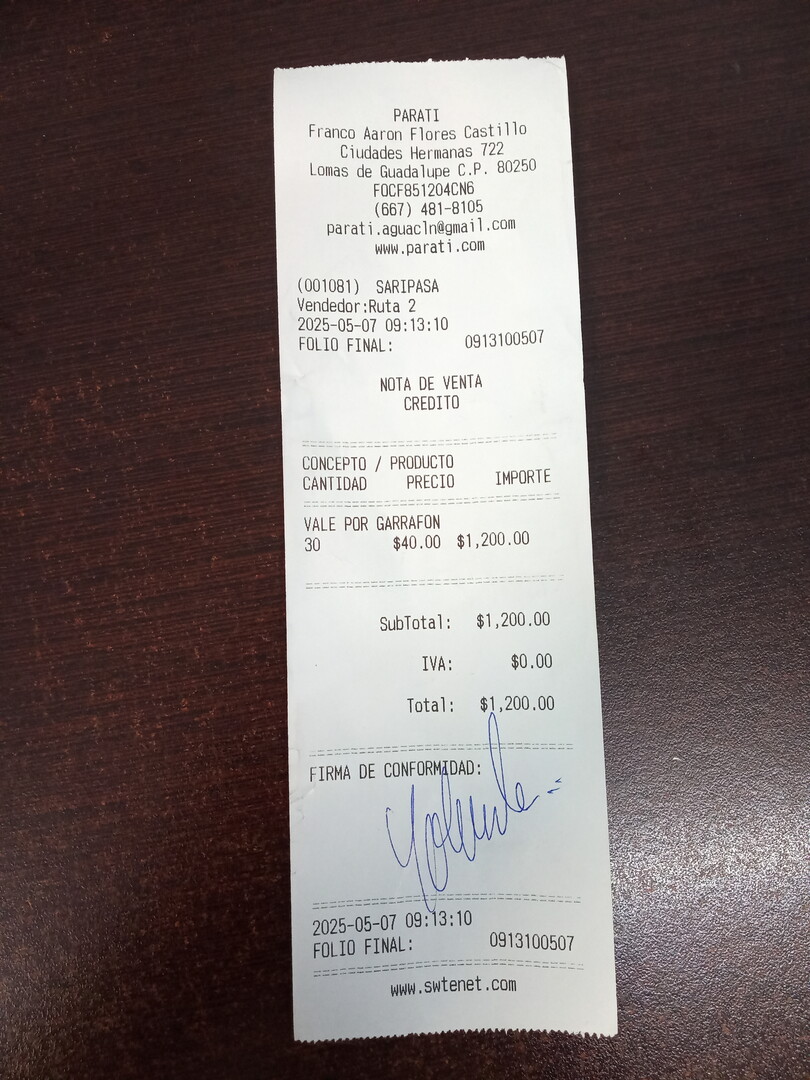 PARATI
Franco Aaron Flores Castillo
Ciudades Hermanas 722
Lomas de Guadalupe C.P. 80250
FOCF851204CN6
(667) 481-8105
parati.aguacln@gmail.com
www.parati.com
(001081) SARIPASA
Vendedor:Ruta 2
2025-05-07 09:13:10
FOLIO FINAL: 0913100507
NOTA DE VENTA
CREDITO
CONCEPTO / PRODUCTO
CANTIDAD PRECIO IMPORTE
VALE POR GARRAFON
30 $40.00 $1,200.00
SubTotal: $1,200.00
IVA: $0.00
Total: $1,200.00
FIRMA DE CONFORMIDAD:
2025-05-07 09:13:10
FOLIO FINAL: 0913100507
www.swtenet.com